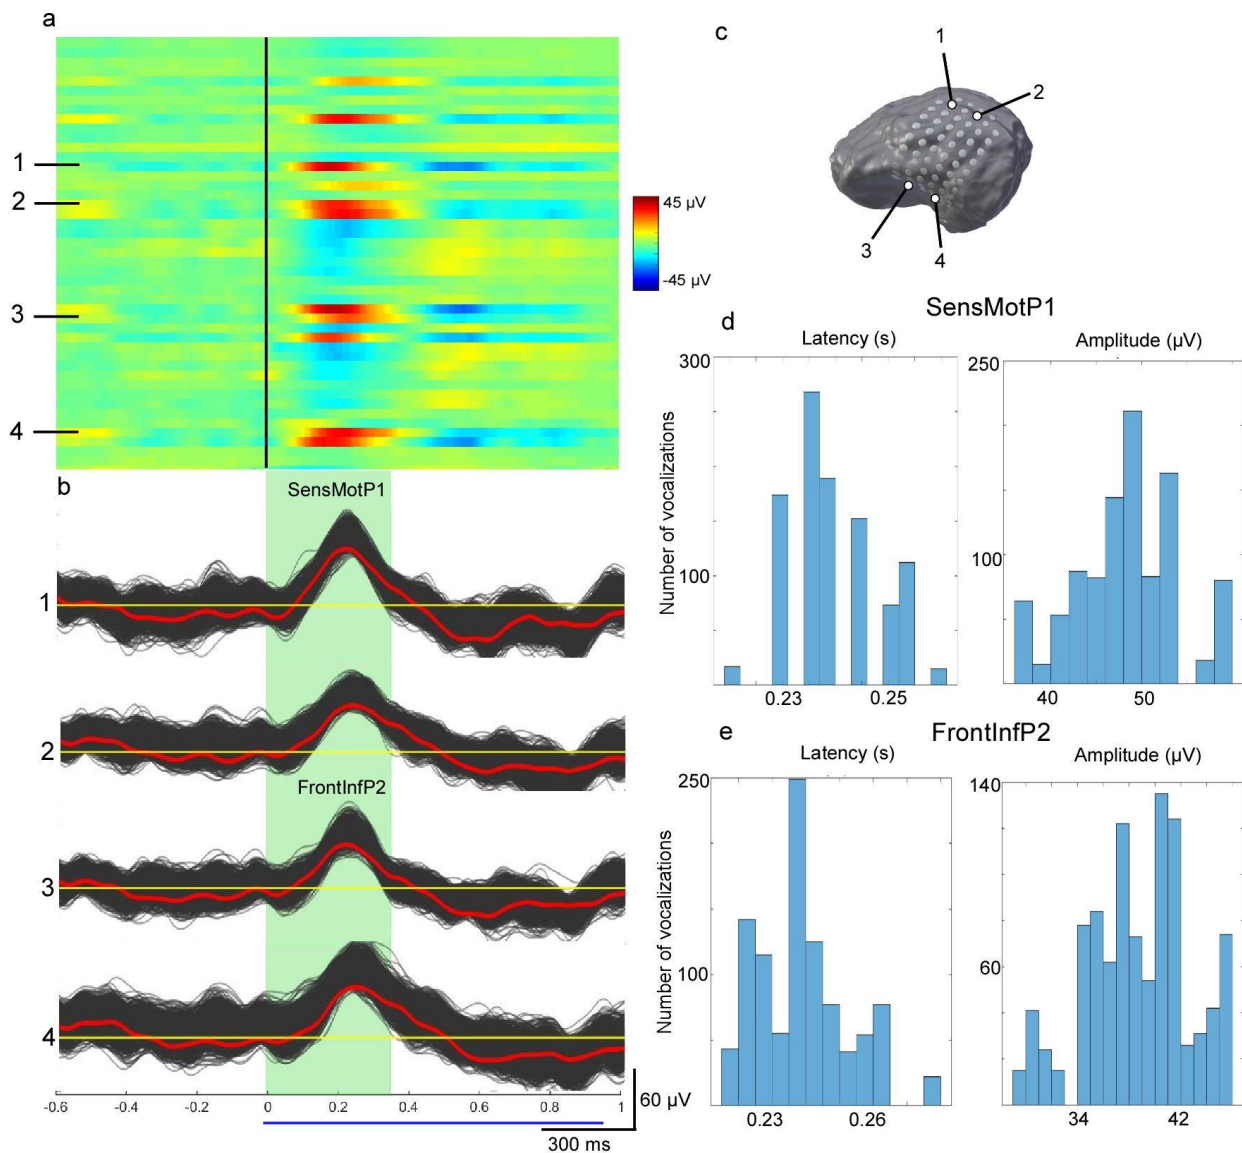 a
1
2
3
4
45 µV
-45 µV
b
SensMotP1
1
2
FrontInfP2
3
4
-0.6 -0.4 -0.2 0 0.2 0.4 0.6 0.8 1
60 µV
300 ms
c
1
2
3
4
SensMotP1
d
Latency (s)
Amplitude (µV)
300
100
Number of vocalizations
0.23 0.25
250
100
40 50
e
FrontInfP2
Latency (s)
Amplitude (µV)
250
100
Number of vocalizations
0.23 0.26
140
60
34 42